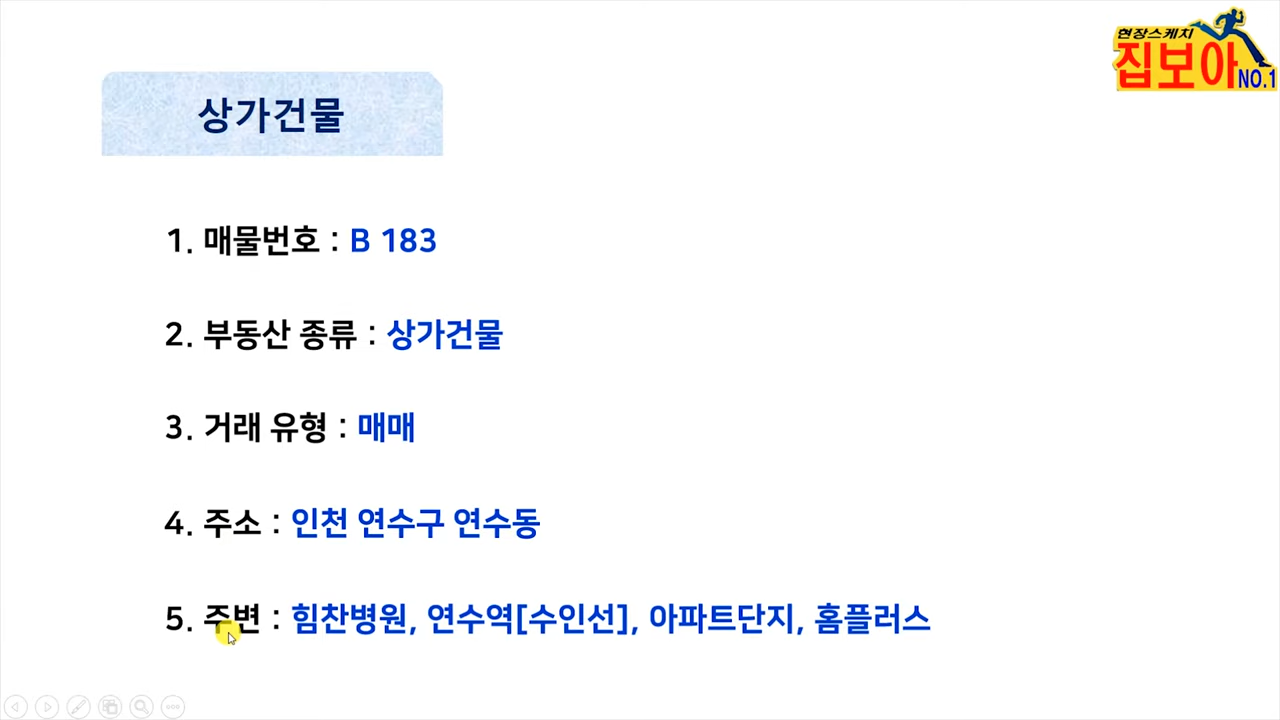 현장스케치
집보아NO.1
상가건물
1. 매물번호 : B 183
2. 부동산 종류 : 상가건물
3. 거래 유형 : 매매
4. 주소 : 인천 연수구 연수동
5. 주변 : 힘찬병원, 연수역[수인선], 아파트단지, 홈플러스